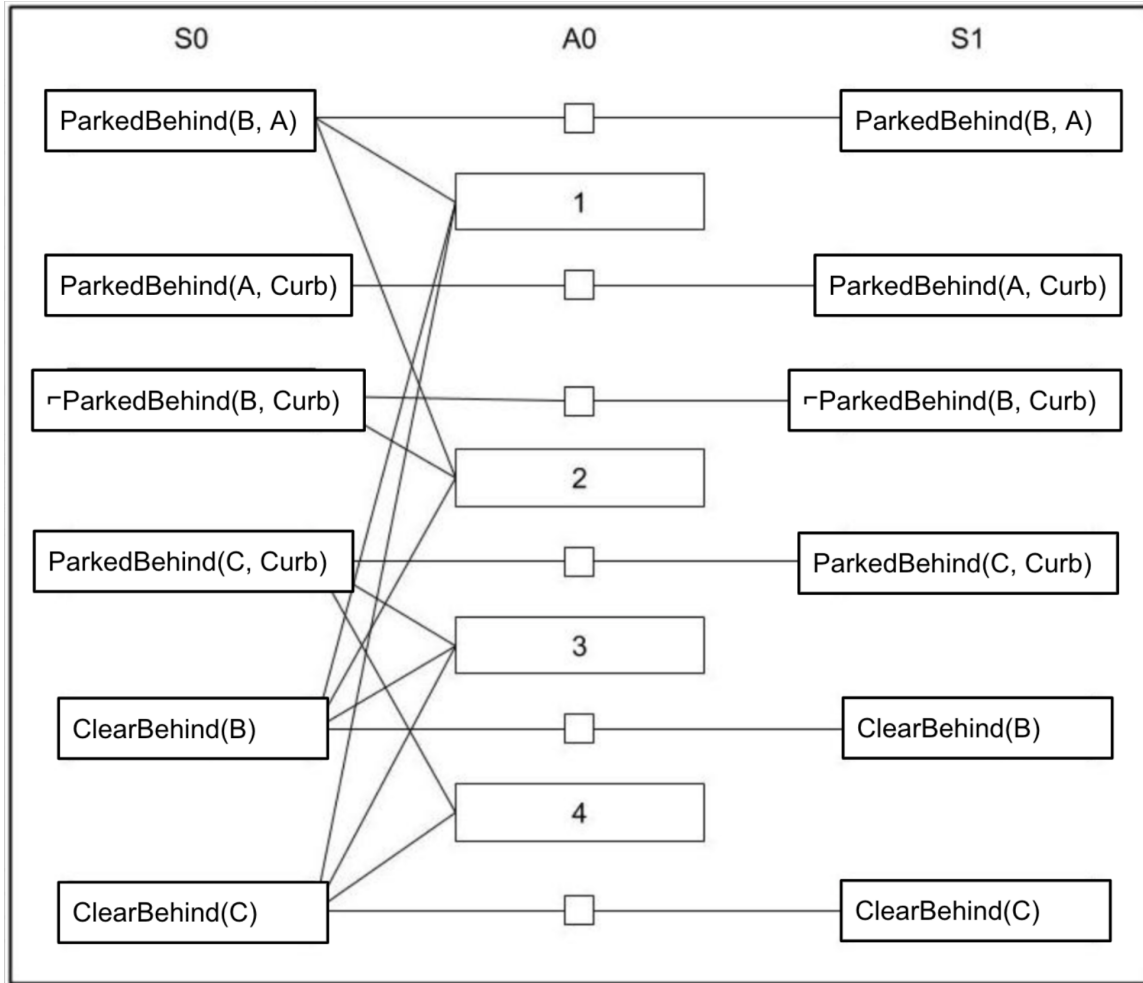 S0 A0 S1
ParkedBehind(B, A) ParkedBehind(B, A)
1
ParkedBehind(A, Curb) ParkedBehind(A, Curb)
¬ParkedBehind(B, Curb) ¬ParkedBehind(B, Curb)
2
ParkedBehind(C, Curb) ParkedBehind(C, Curb)
3
ClearBehind(B) ClearBehind(B)
4
ClearBehind(C) ClearBehind(C)